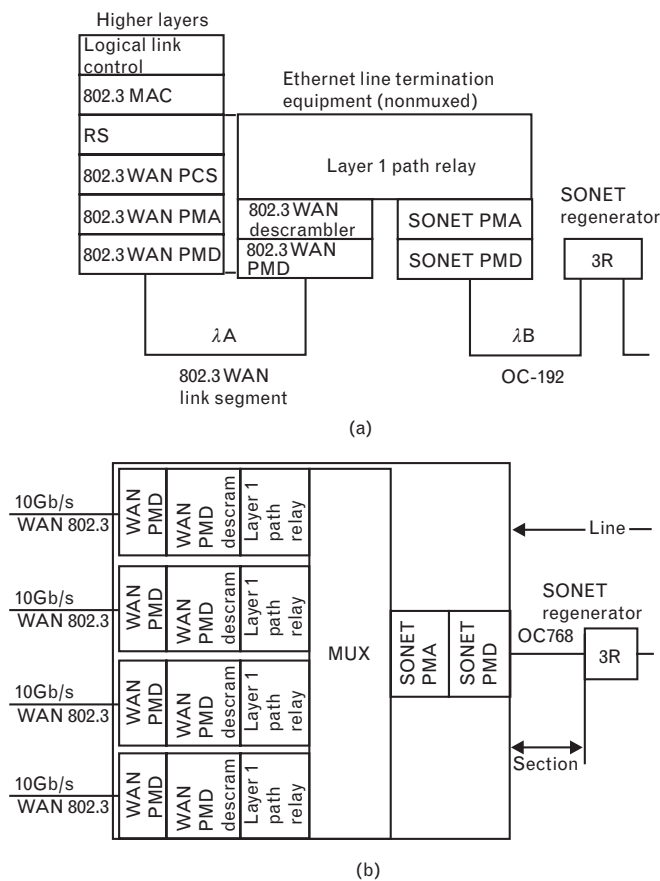 Higher layers
Logical link
control
802.3 MAC
RS
802.3 WAN PCS
802.3 WAN PMA
802.3 WAN PMD
Ethernet line termination
equipment (nonmuxed)
Layer 1 path relay
802.3 WAN
descrambler
802.3 WAN
PMD
SONET PMA
SONET PMD
SONET
regenerator
3R
λA
802.3 WAN
link segment
λB
OC-192
(a)
10Gb/s
WAN 802.3
WAN
PMD
WAN
PMD
descram
Layer 1
path
relay
10Gb/s
WAN 802.3
WAN
PMD
WAN
PMD
descram
Layer 1
path
relay
10Gb/s
WAN 802.3
WAN
PMD
WAN
PMD
descram
Layer 1
path
relay
10Gb/s
WAN 802.3
WAN
PMD
WAN
PMD
descram
Layer 1
path
relay
MUX
SONET
PMA
SONET
PMD
Line
SONET
regenerator
OC768
3R
Section
(b)